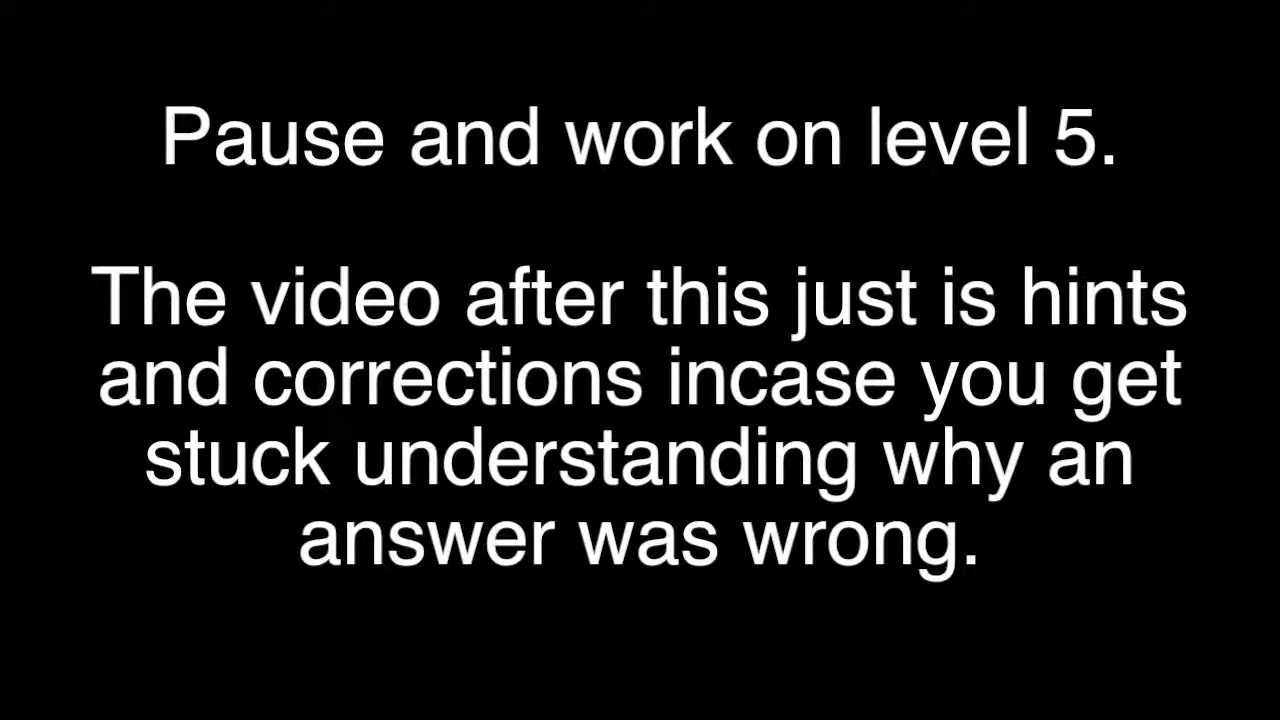 Pause and work on level 5.
The video after this just is hints
and corrections incase you get
stuck understanding why an
answer was wrong.